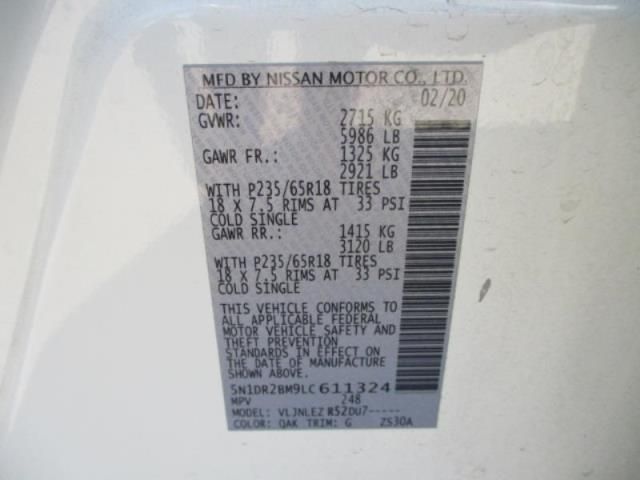 MFD BY NISSAN MOTOR CO., LTD.
DATE: 02/20
GVWR: 2715 KG
5986 LB
GAWR FR.: 1325 KG
2921 LB
WITH P235/65R18 TIRES
18 X 7.5 RIMS AT 33 PSI
COLD SINGLE
GAWR RR.: 1415 KG
3120 LB
WITH P235/65R18 TIRES
18 X 7.5 RIMS AT 33 PSI
COLD SINGLE
THIS VEHICLE CONFORMS TO
ALL APPLICABLE FEDERAL
MOTOR VEHICLE SAFETY AND
THEFT PREVENTION
STANDARDS IN EFFECT ON
THE DATE OF MANUFACTURE
5N1DR2BM9LC611324
MPV 248
MODEL: VLJNLEZ R52DU7-----
COLOR: QAK TRIM: G ZS30A